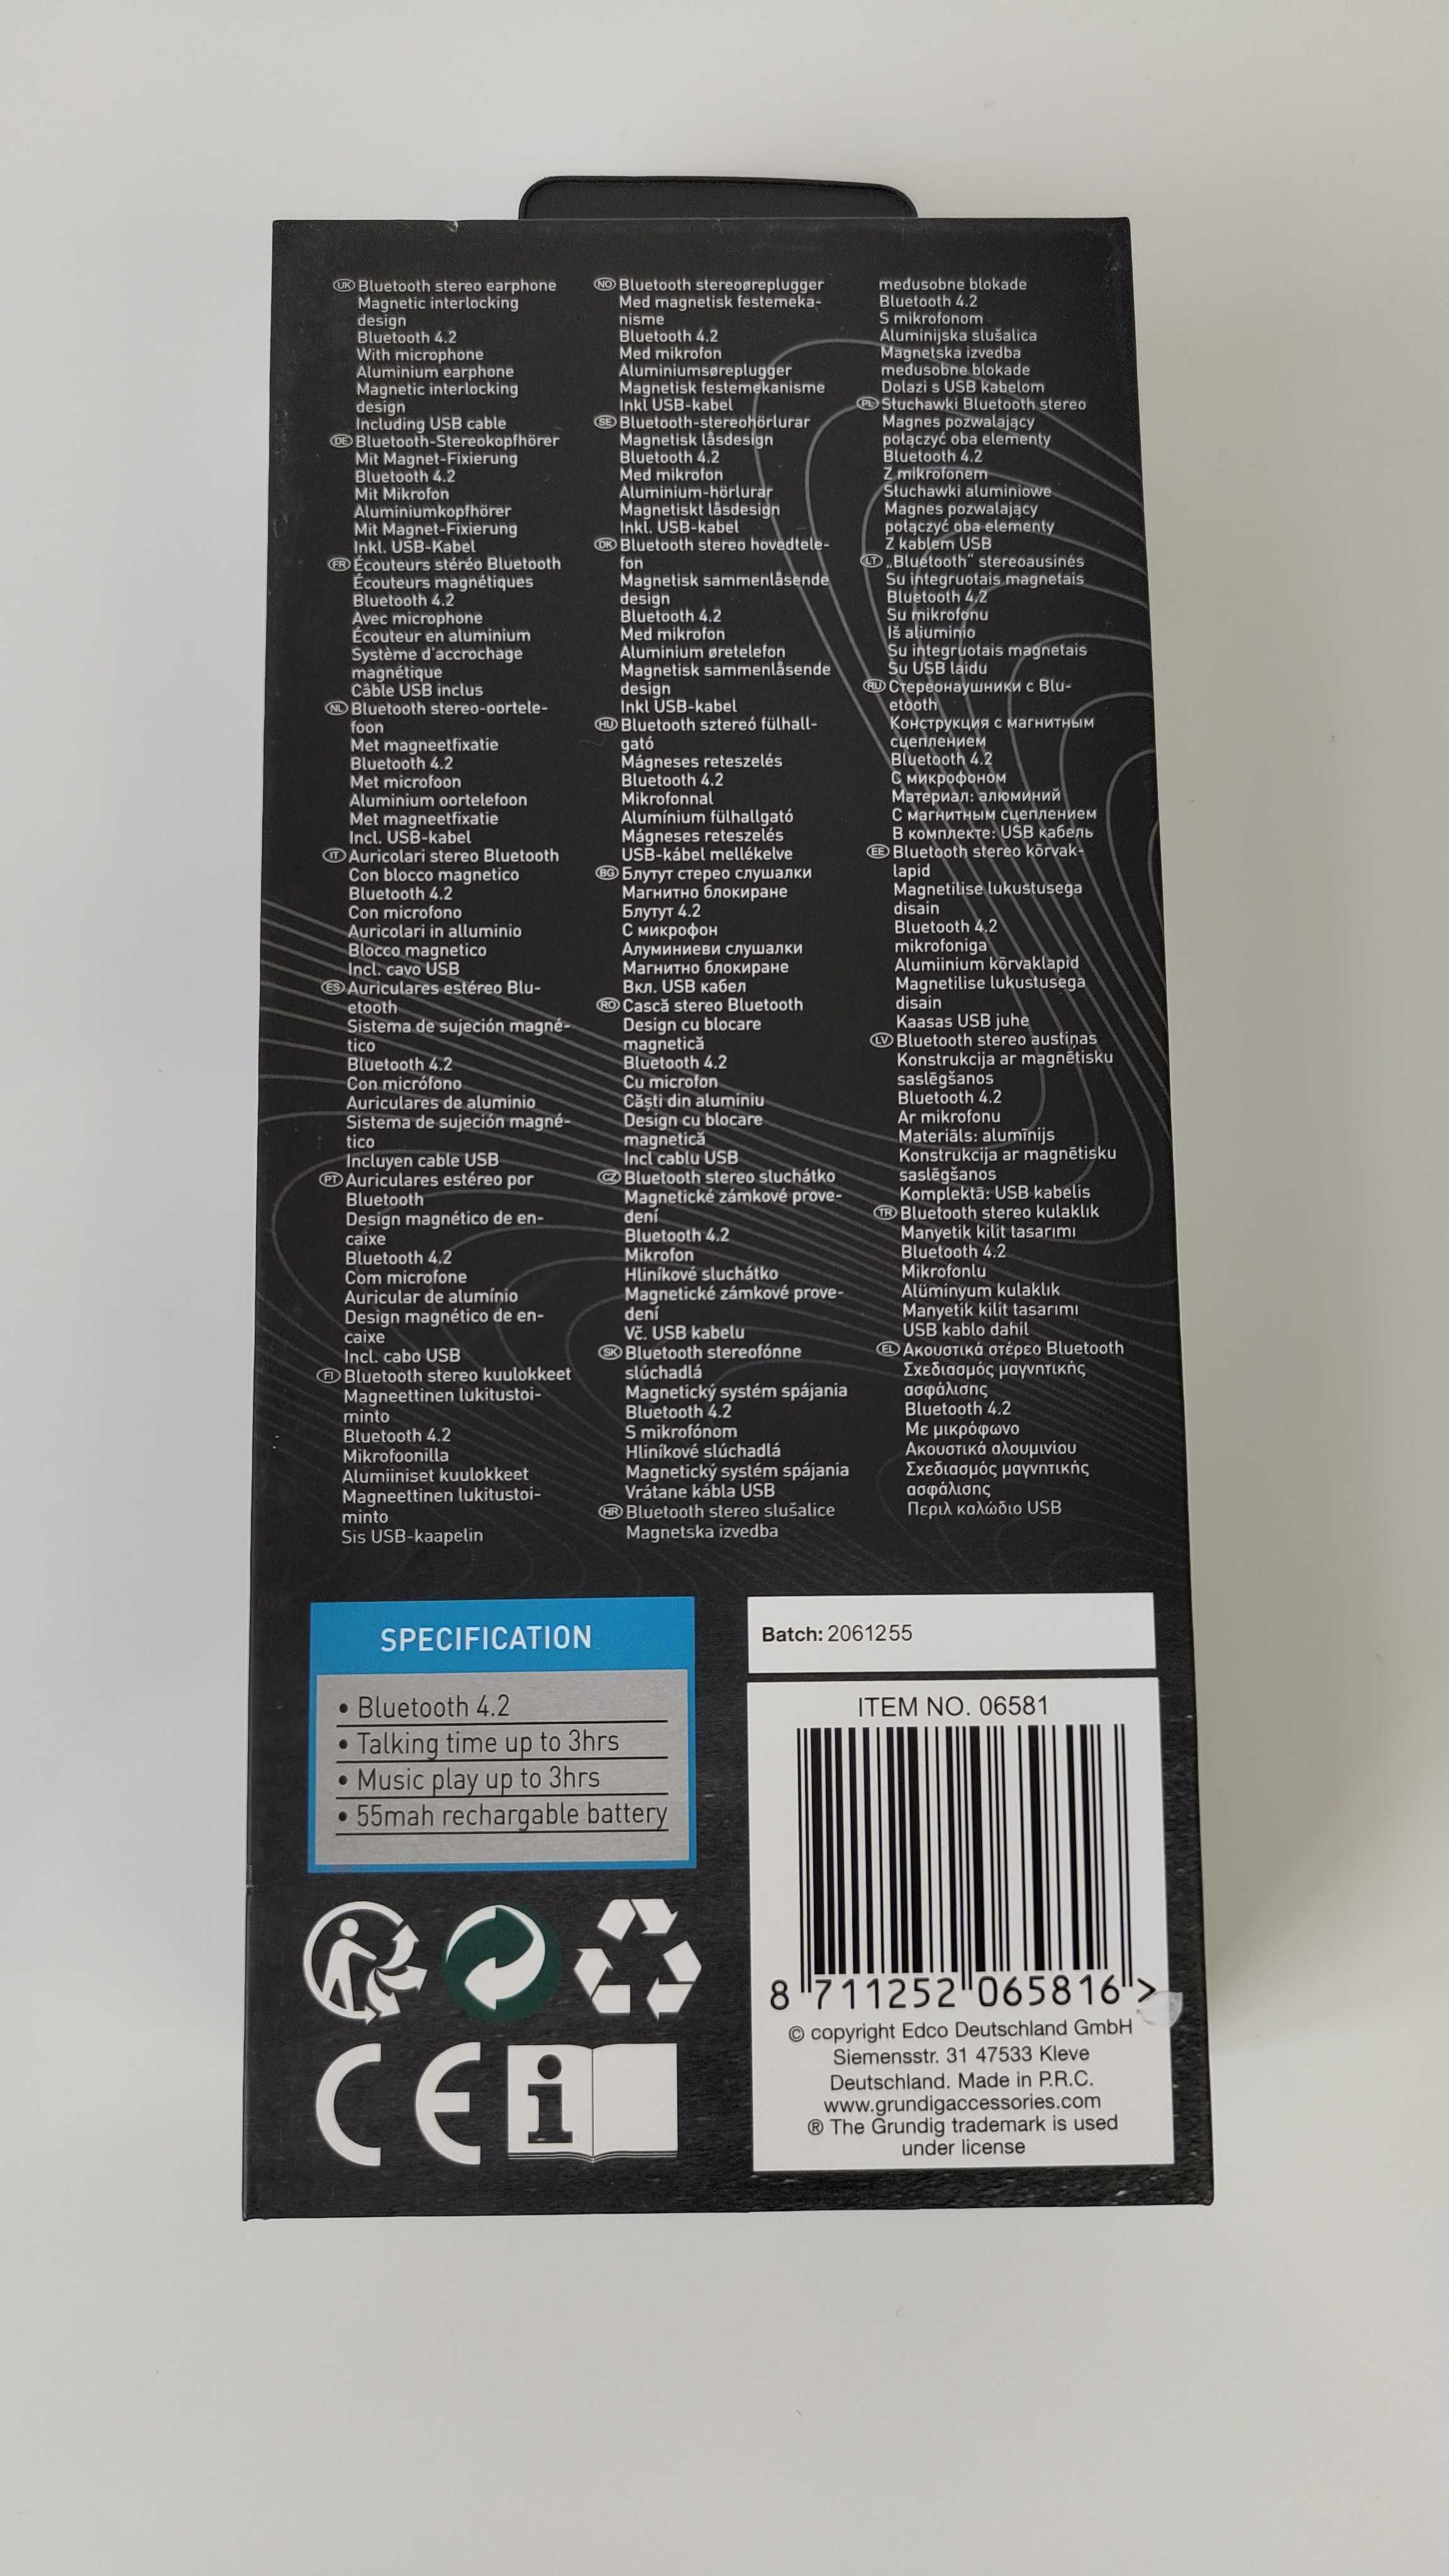 UK Bluetooth stereo earphone
Magnetic interlocking
design
Bluetooth 4.2
With microphone
Aluminium earphone
Magnetic interlocking
design
Including USB cable
DE Bluetooth-Stereokopfhörer
Mit Magnet-Fixierung
Bluetooth 4.2
Mit Mikrofon
Aluminiumkopfhörer
Mit Magnet-Fixierung
Inkl. USB-Kabel
FR Écouteurs stéréo Bluetooth
Écouteurs magnétiques
Bluetooth 4.2
Avec microphone
Écouteur en aluminium
Système d'accrochage
magnétique
Câble USB inclus
NL Bluetooth stereo-oortele-
foon
Met magneetfixatie
Bluetooth 4.2
Met microfoon
Aluminium oortelefoon
Met magneetfixatie
Incl. USB-kabel
IT Auricolari stereo Bluetooth
Con blocco magnetico
Bluetooth 4.2
Con microfono
Auricolari in alluminio
Blocco magnetico
Incl. cavo USB
ES Auriculares estéreo Blu-
etooth
Sistema de sujeción magné-
tico
Bluetooth 4.2
Con micrófono
Auriculares de aluminio
Sistema de sujeción magné-
tico
Incluyen cable USB
PT Auriculares estéreo por
Bluetooth
Design magnético de en-
caixe
Bluetooth 4.2
Com microfone
Auricular de alumínio
Design magnético de en-
caixe
Incl. cabo USB
FI Bluetooth stereo kuulokkeet
Magneettinen lukitustoi-
minto
Bluetooth 4.2
Mikrofoonilla
Alumiiniset kuulokkeet
Magneettinen lukitustoi-
minto
Sis USB-kaapelin
NO Bluetooth stereoøreplugger
Med magnetisk festemeka-
nisme
Bluetooth 4.2
Med mikrofon
Aluminiumsøreplugger
Magnetisk festemekanisme
Inkl USB-kabel
SE Bluetooth-stereohörlurar
Magnetisk låsdesign
Bluetooth 4.2
Med mikrofon
Aluminium-hörlurar
Magnetiskt låsdesign
Inkl. USB-kabel
DK Bluetooth stereo hovedtele-
fon
Magnetisk sammenlåsende
design
Bluetooth 4.2
Med mikrofon
Aluminium øretelefon
Magnetisk sammenlåsende
design
Inkl USB-kabel
HU Bluetooth sztereó fülhall-
gató
Mágneses reteszelés
Bluetooth 4.2
Mikrofonnal
Alumínium fülhallgató
Mágneses reteszelés
USB-kábel mellékelve
BG Блутут стерео слушалки
Магнитно блокиране
Блутут 4.2
С микрофон
Алуминиеви слушалки
Магнитно блокиране
Вкл. USB кабел
RO Cască stereo Bluetooth
Design cu blocare
magnetică
Bluetooth 4.2
Cu microfon
Căști din aluminiu
Design cu blocare
magnetică
Incl cablu USB
CZ Bluetooth stereo sluchátko
Magnetické zámkové prove-
dení
Bluetooth 4.2
Mikrofon
Hliníkové sluchátko
Magnetické zámkové prove-
dení
Vč. USB kabelu
SK Bluetooth stereofónne
slúchadlá
Magnetický systém spájania
Bluetooth 4.2
S mikrofónom
Hliníkové slúchadlá
Magnetický systém spájania
Vrátane kábla USB
HR Bluetooth stereo slušalice
Magnetska izvedba
međusobne blokade
Bluetooth 4.2
S mikrofonom
Aluminijska slušalica
Magnetska izvedba
međusobne blokade
Dolazi s USB kabelom
PL Słuchawki Bluetooth stereo
Magnes pozwalający
połączyć oba elementy
Bluetooth 4.2
Z mikrofonem
Słuchawki aluminiowe
Magnes pozwalający
połączyć oba elementy
Z kablem USB
LT „Bluetooth“ stereoausinės
Su integruotais magnetais
Bluetooth 4.2
Su mikrofonu
Iš aliuminio
Su integruotais magnetais
Su USB laidu
RU Стереонаушники с Blu-
etooth
Конструкция с магнитным
сцеплением
Bluetooth 4.2
С микрофоном
Материал: алюминий
С магнитным сцеплением
В комплекте: USB кабель
EE Bluetooth stereo kõrvak-
lapid
Magnetilise lukustusega
disain
Bluetooth 4.2
mikrofoniga
Alumiinium kõrvaklapid
Magnetilise lukustusega
disain
Kaasas USB juhe
LV Bluetooth stereo austiņas
Konstrukcija ar magnētisku
saslēgšanos
Bluetooth 4.2
Ar mikrofonu
Materiāls: alumīnijs
Konstrukcija ar magnētisku
saslēgšanos
Komplektā: USB kabelis
TR Bluetooth stereo kulaklık
Manyetik kilit tasarımı
Bluetooth 4.2
Mikrofonlu
Alüminyum kulaklık
Manyetik kilit tasarımı
USB kablo dahil
EL Ακουστικά στέρεο Bluetooth
Σχεδιασμός μαγνητικής
ασφάλισης
Bluetooth 4.2
Με μικρόφωνο
Ακουστικά αλουμινίου
Σχεδιασμός μαγνητικής
ασφάλισης
Περιλ καλώδιο USB
SPECIFICATION
• Bluetooth 4.2
• Talking time up to 3hrs
• Music play up to 3hrs
• 55mah rechargable battery
CE
i
Batch: 2061255
ITEM NO. 06581
8 711252 065816 >
© copyright Edco Deutschland GmbH
Siemensstr. 31 47533 Kleve
Deutschland. Made in P.R.C.
www.grundigaccessories.com
® The Grundig trademark is used
under license